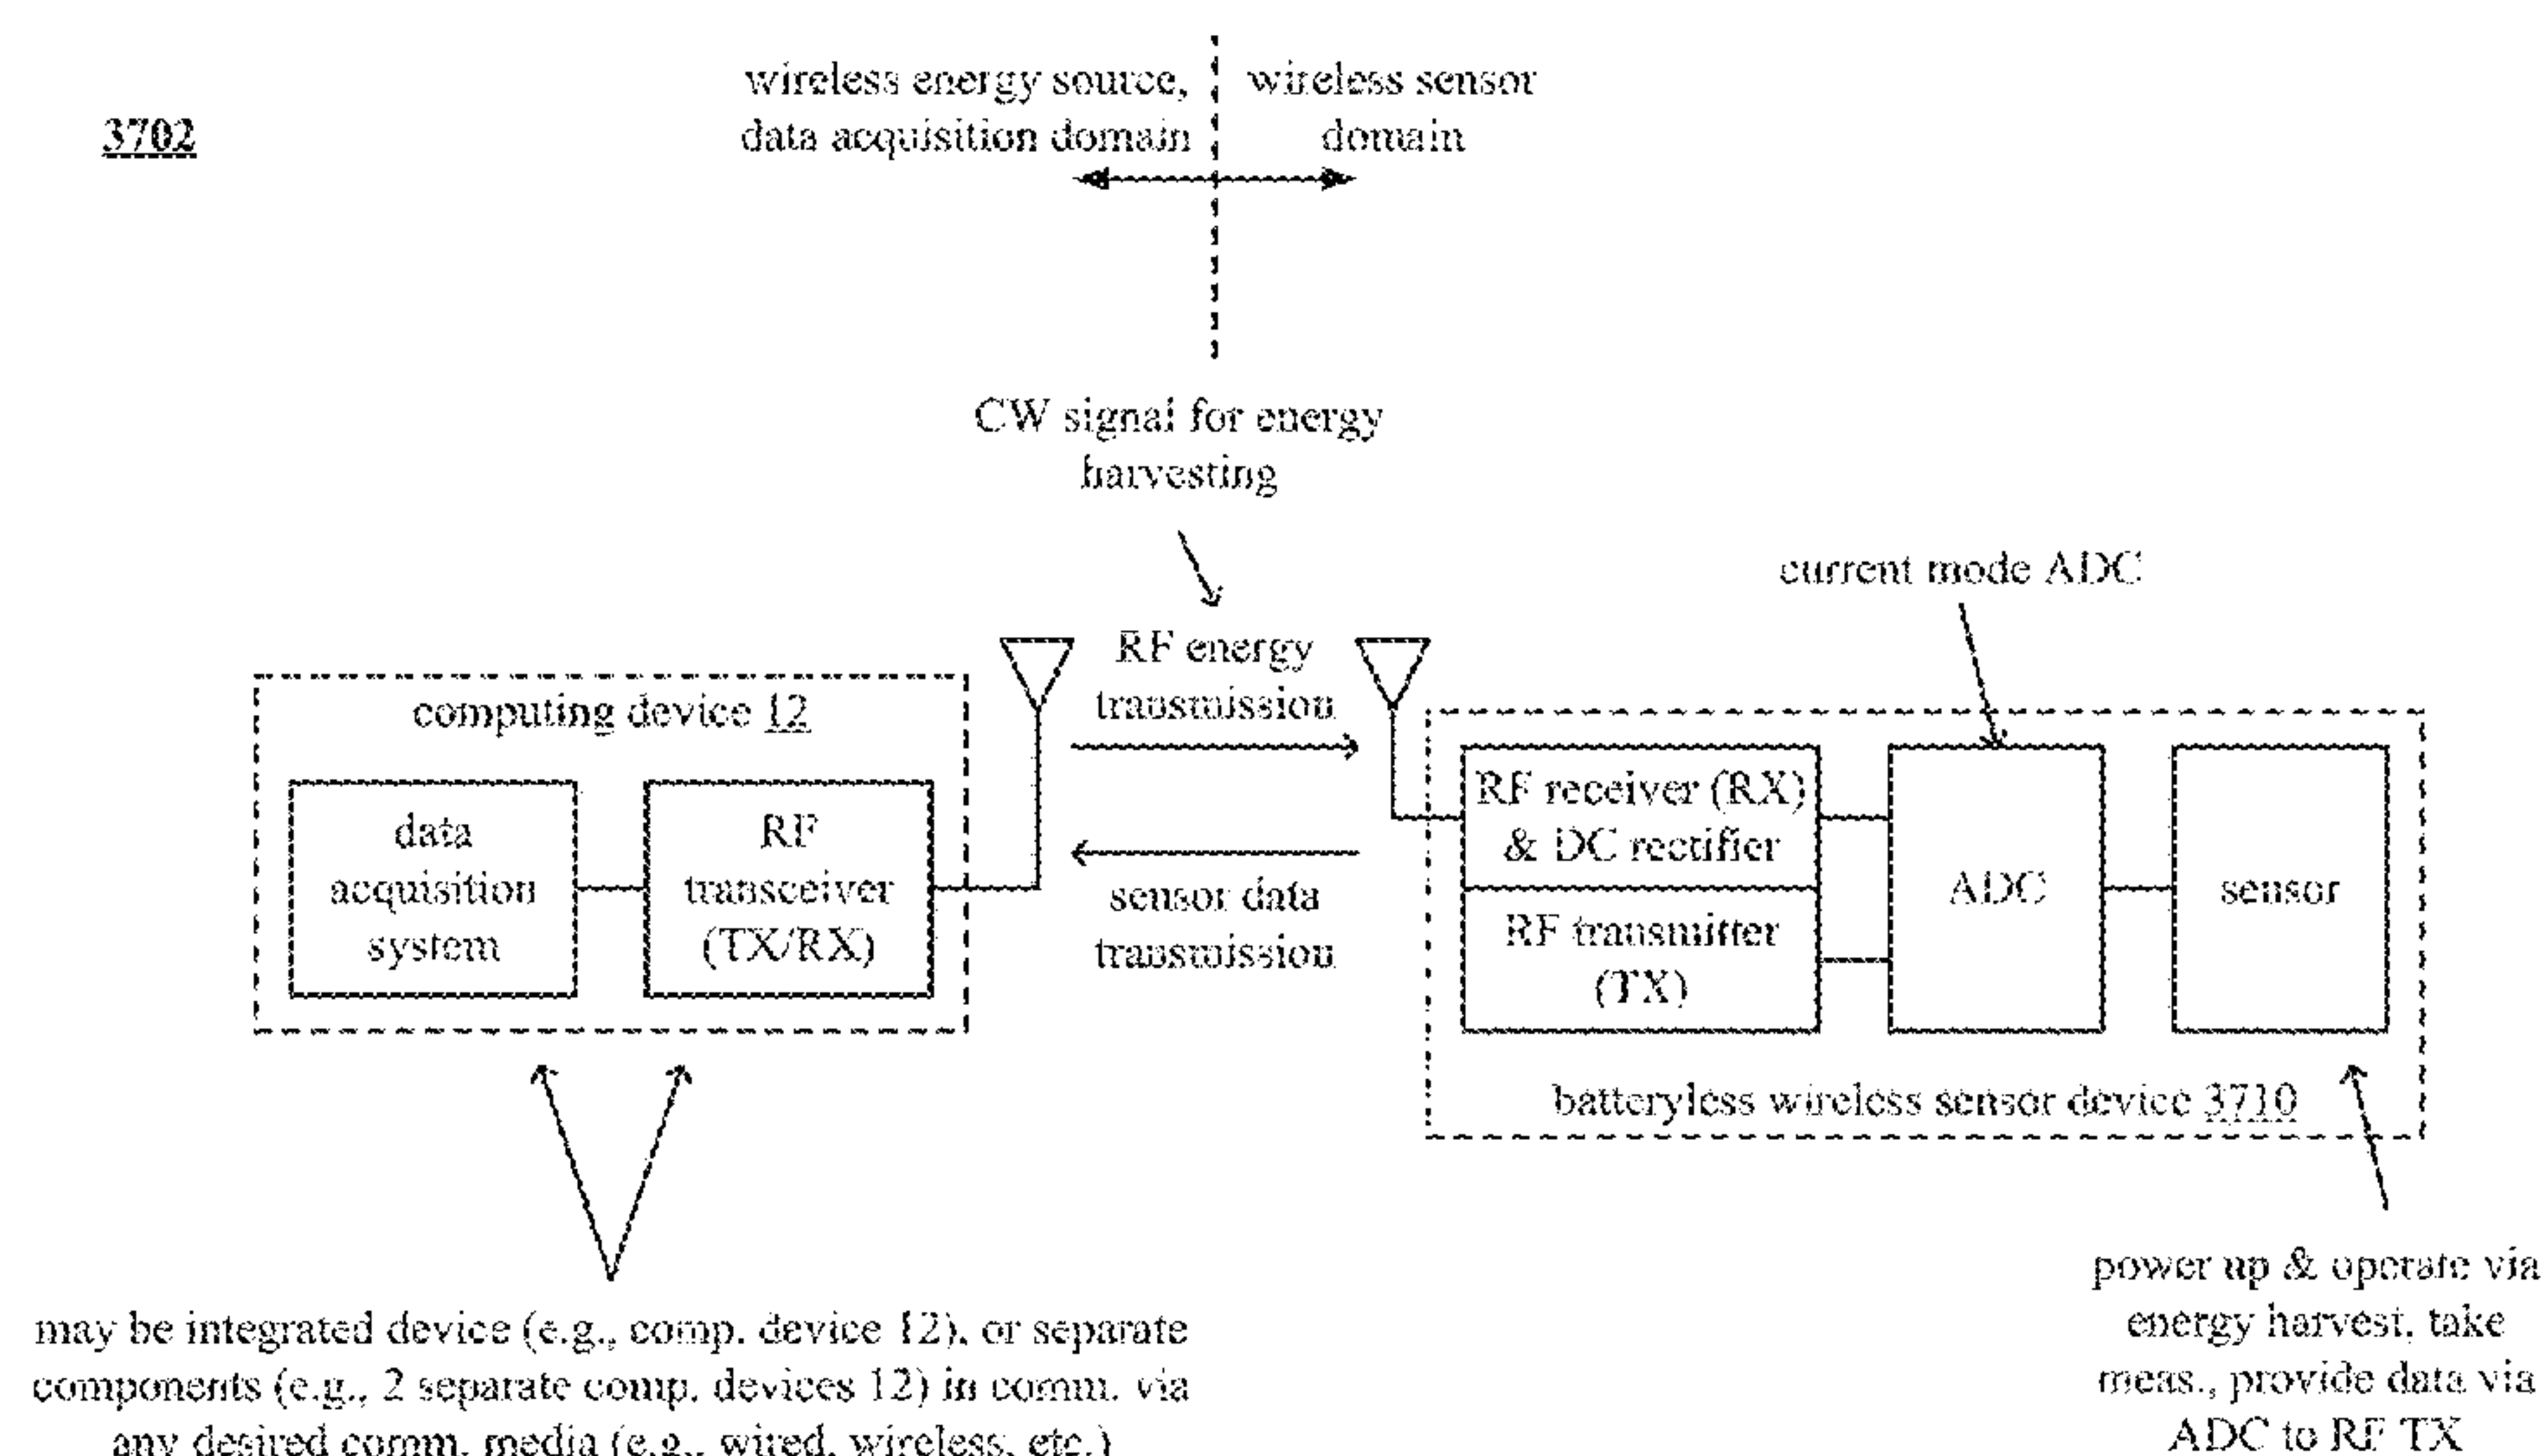 3702
wireless energy source,
data acquisition domain
wireless sensor
domain
CW signal for energy
harvesting
current mode ADC
RF energy
transmission
sensor data
transmission
computing device 12
data
acquisition
system
RF
transceiver
(TX/RX)
RF receiver (RX)
& DC rectifier
RF transmitter
(TX)
ADC
sensor
batteryless wireless sensor device 3710
may be integrated device (e.g., comp. device 12), or separate
components (e.g., 2 separate comp. devices 12) in comm. via
any desired comm. media (e.g., wired, wireless, etc.)
power up & operate via
energy harvest, take
meas., provide data via
ADC to RF TX